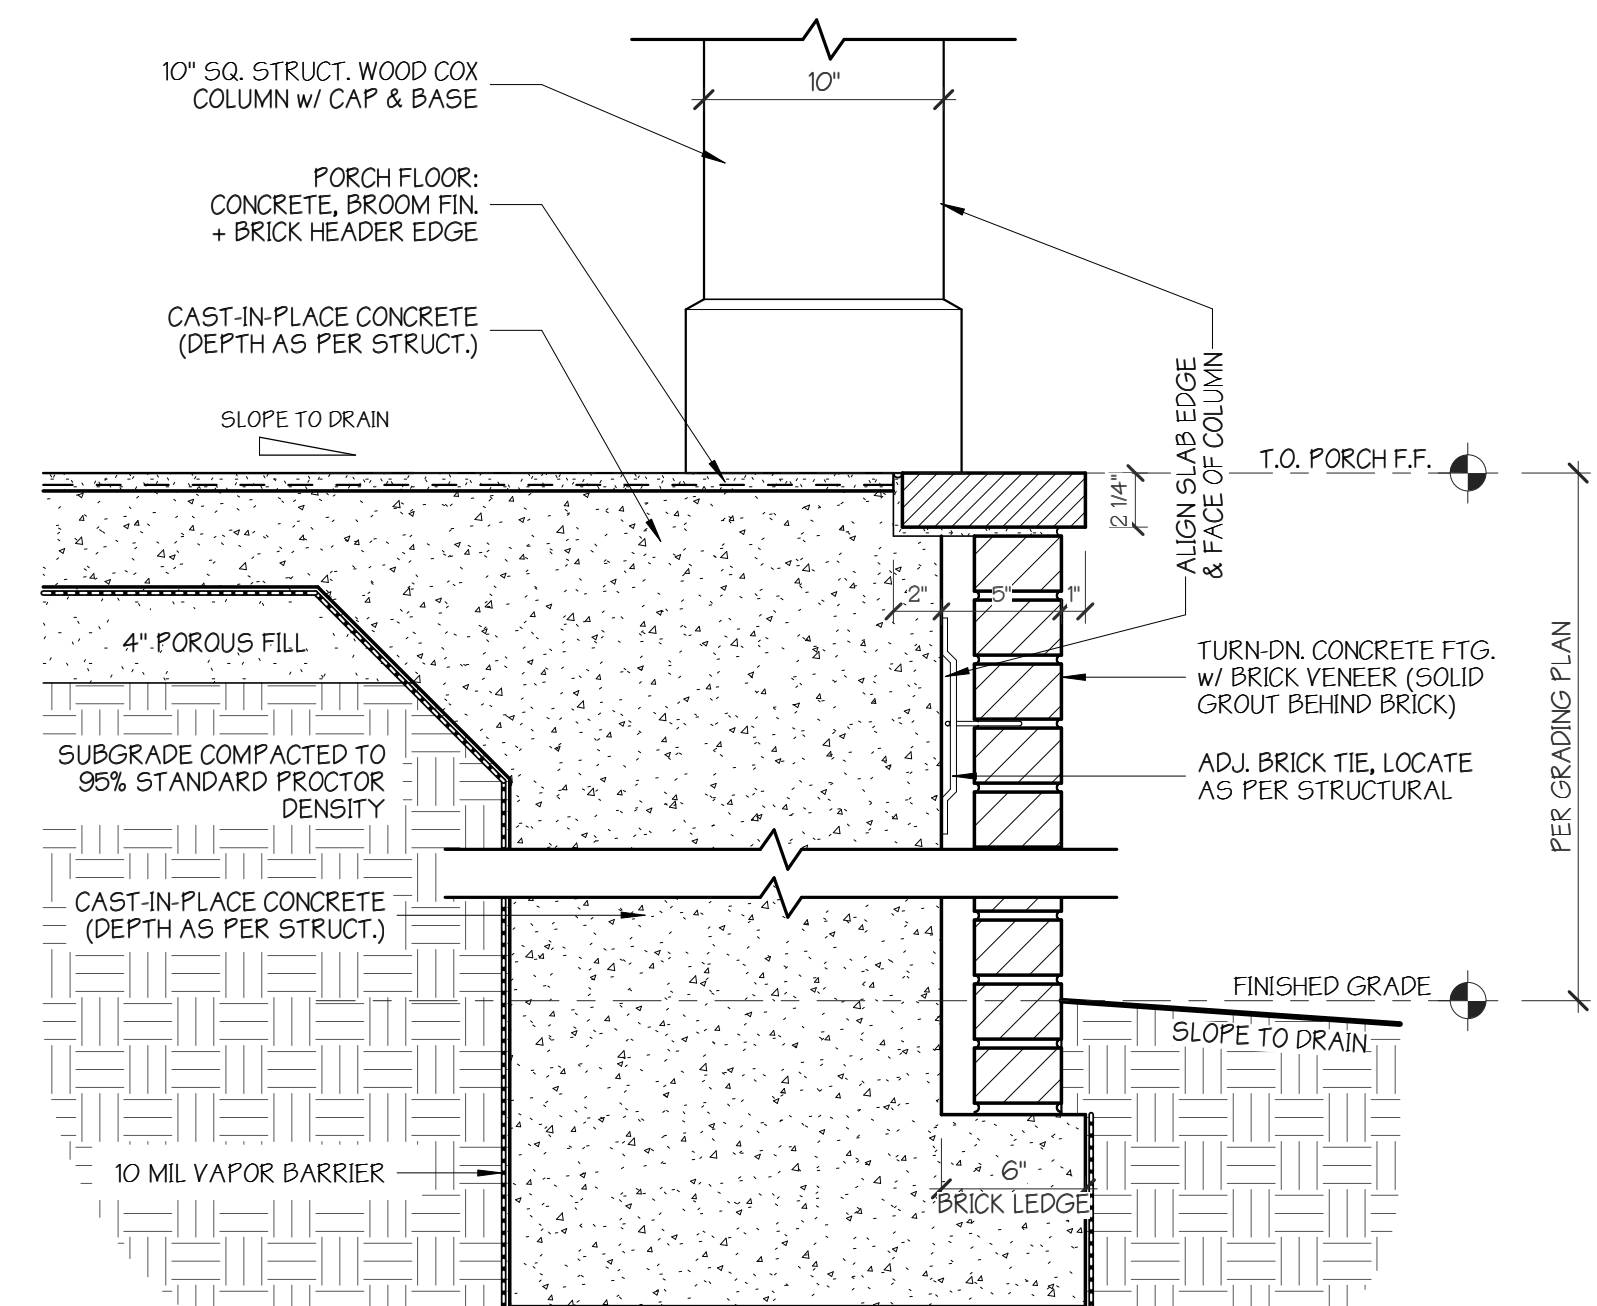 10" SQ. STRUCT. WOOD COX
COLUMN w/ CAP & BASE
10"
PORCH FLOOR:
CONCRETE, BROOM FIN.
+ BRICK HEADER EDGE
CAST-IN-PLACE CONCRETE
(DEPTH AS PER STRUCT.)
SLOPE TO DRAIN
ALIGN SLAB EDGE
& FACE OF COLUMN
T.O. PORCH F.F.
2 1/4"
2"
5"
1"
4" POROUS FILL
TURN-DN. CONCRETE FTG.
w/ BRICK VENEER (SOLID
GROUT BEHIND BRICK)
PER GRADING PLAN
SUBGRADE COMPACTED TO
95% STANDARD PROCTOR
DENSITY
ADJ. BRICK TIE, LOCATE
AS PER STRUCTURAL
CAST-IN-PLACE CONCRETE
(DEPTH AS PER STRUCT.)
FINISHED GRADE
SLOPE TO DRAIN
10 MIL VAPOR BARRIER
6"
BRICK LEDGE